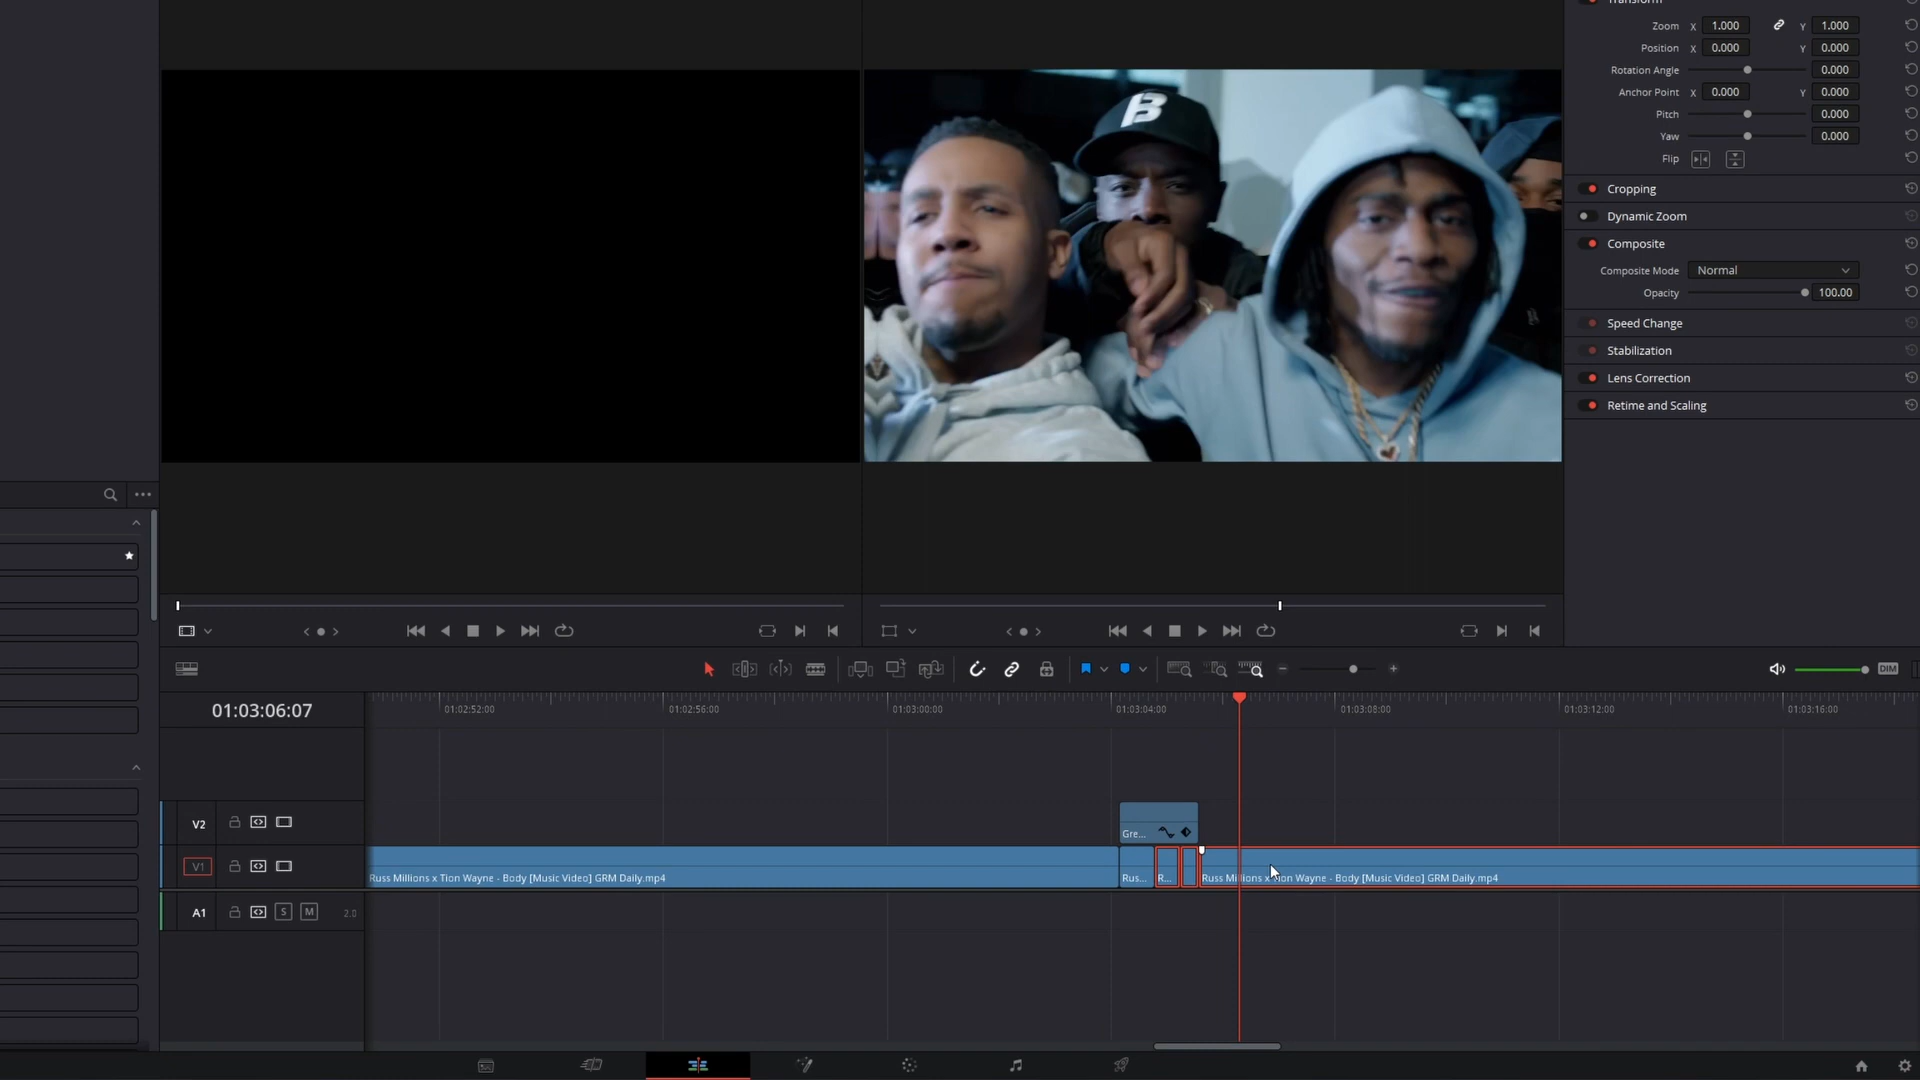 Transform
Zoom X 1.000 Y 1.000
Position X 0.000 Y 0.000
Rotation Angle 0.000
Anchor Point X 0.000 Y 0.000
Pitch 0.000
Yaw 0.000
Flip
Cropping
Dynamic Zoom
Composite
Composite Mode Normal
Opacity 100.00
Speed Change
Stabilization
Lens Correction
Retime and Scaling
B
DIM
01:03:06:07
01:02:52:00 01:02:56:00 01:03:00:00 01:03:04:00 01:03:08:00 01:03:12:00 01:03:16:00
V2
Gre...
V1
Russ Millions x Tion Wayne - Body [Music Video] GRM Daily.mp4
Rus...
R...
Russ Millions x Tion Wayne - Body [Music Video] GRM Daily.mp4
A1 S M 2.0